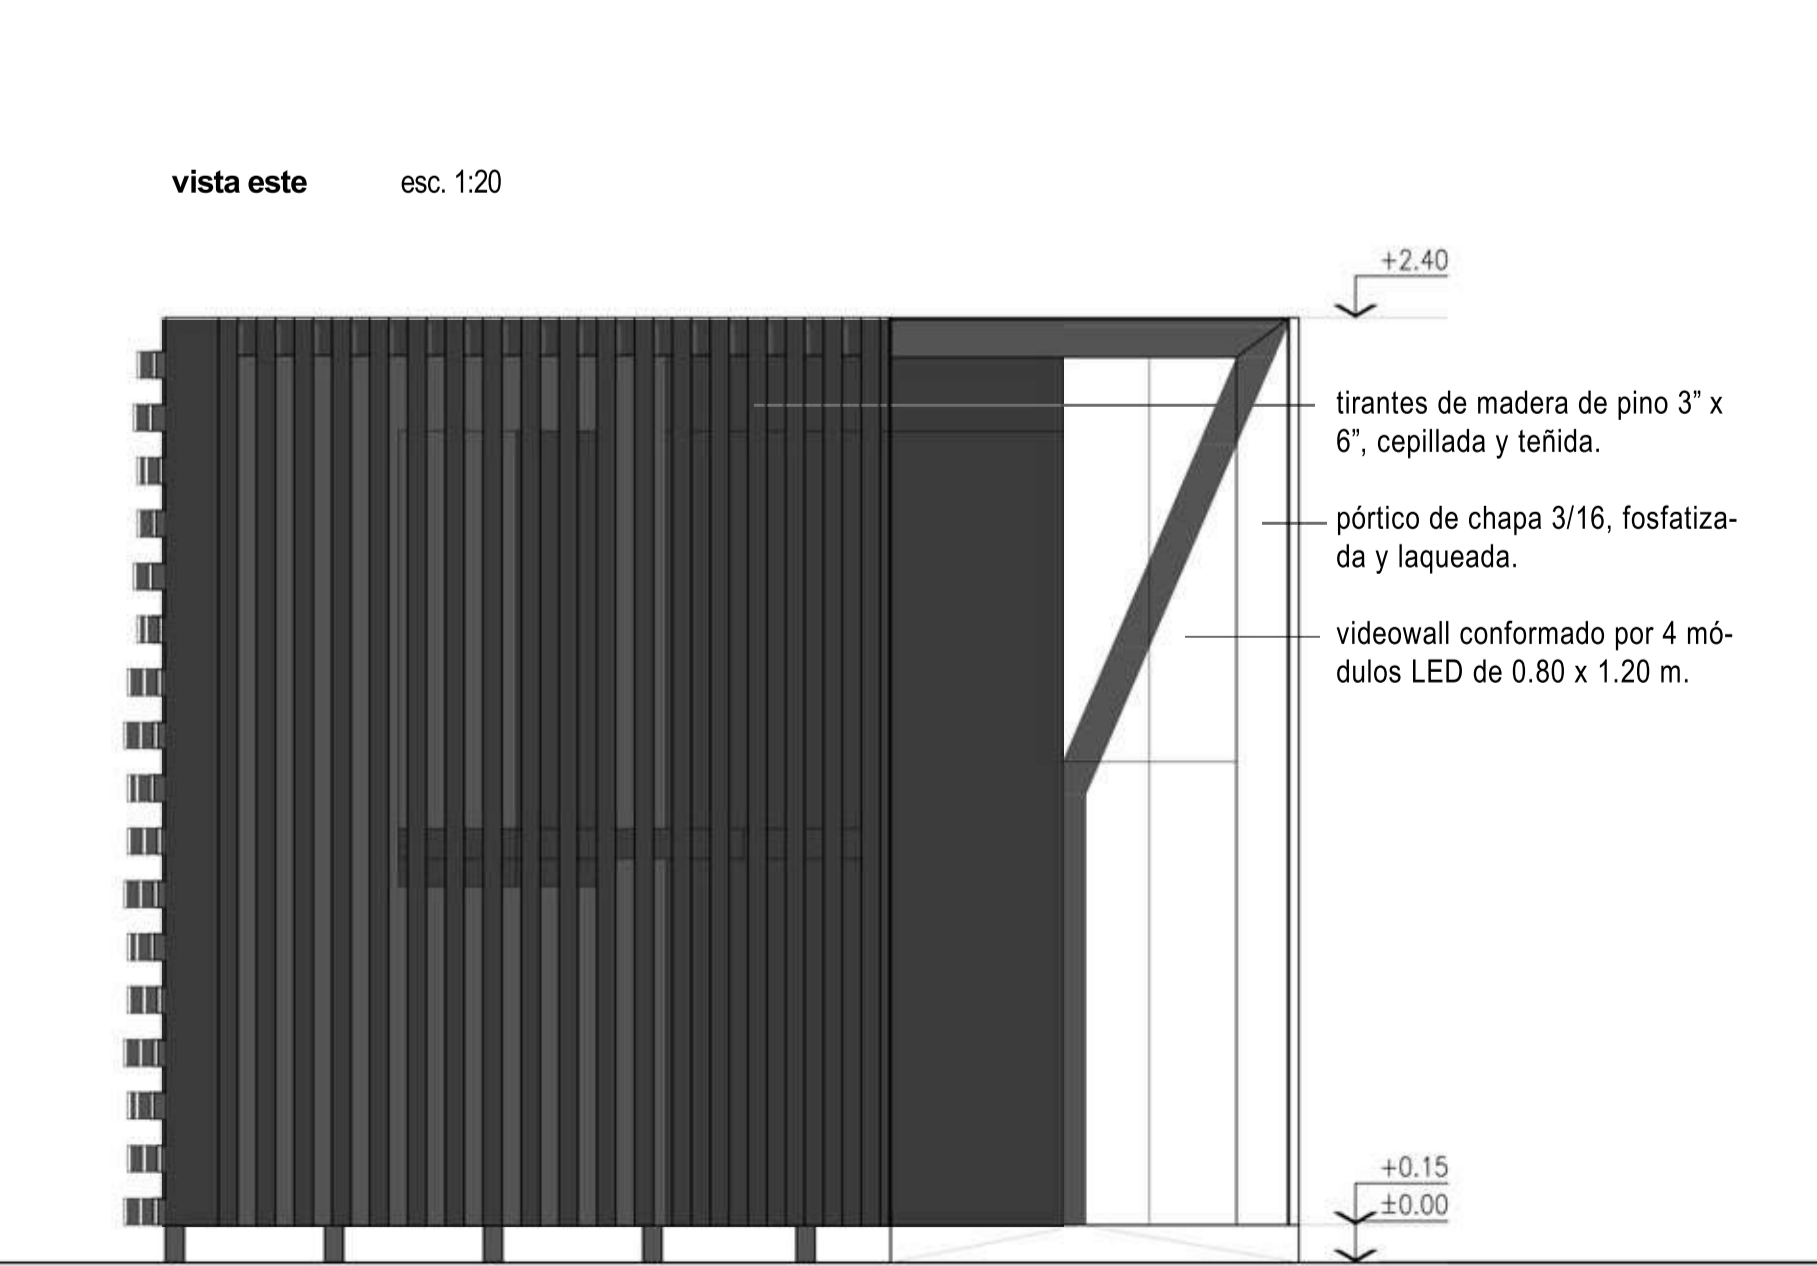 vista este esc. 1:20
+2.40
tirantes de madera de pino 3” x
6”, cepillada y teñida.
pórtico de chapa 3/16, fosfatiza-
da y laqueada.
videowall conformado por 4 mó-
dulos LED de 0.80 x 1.20 m.
+0.15
±0.00